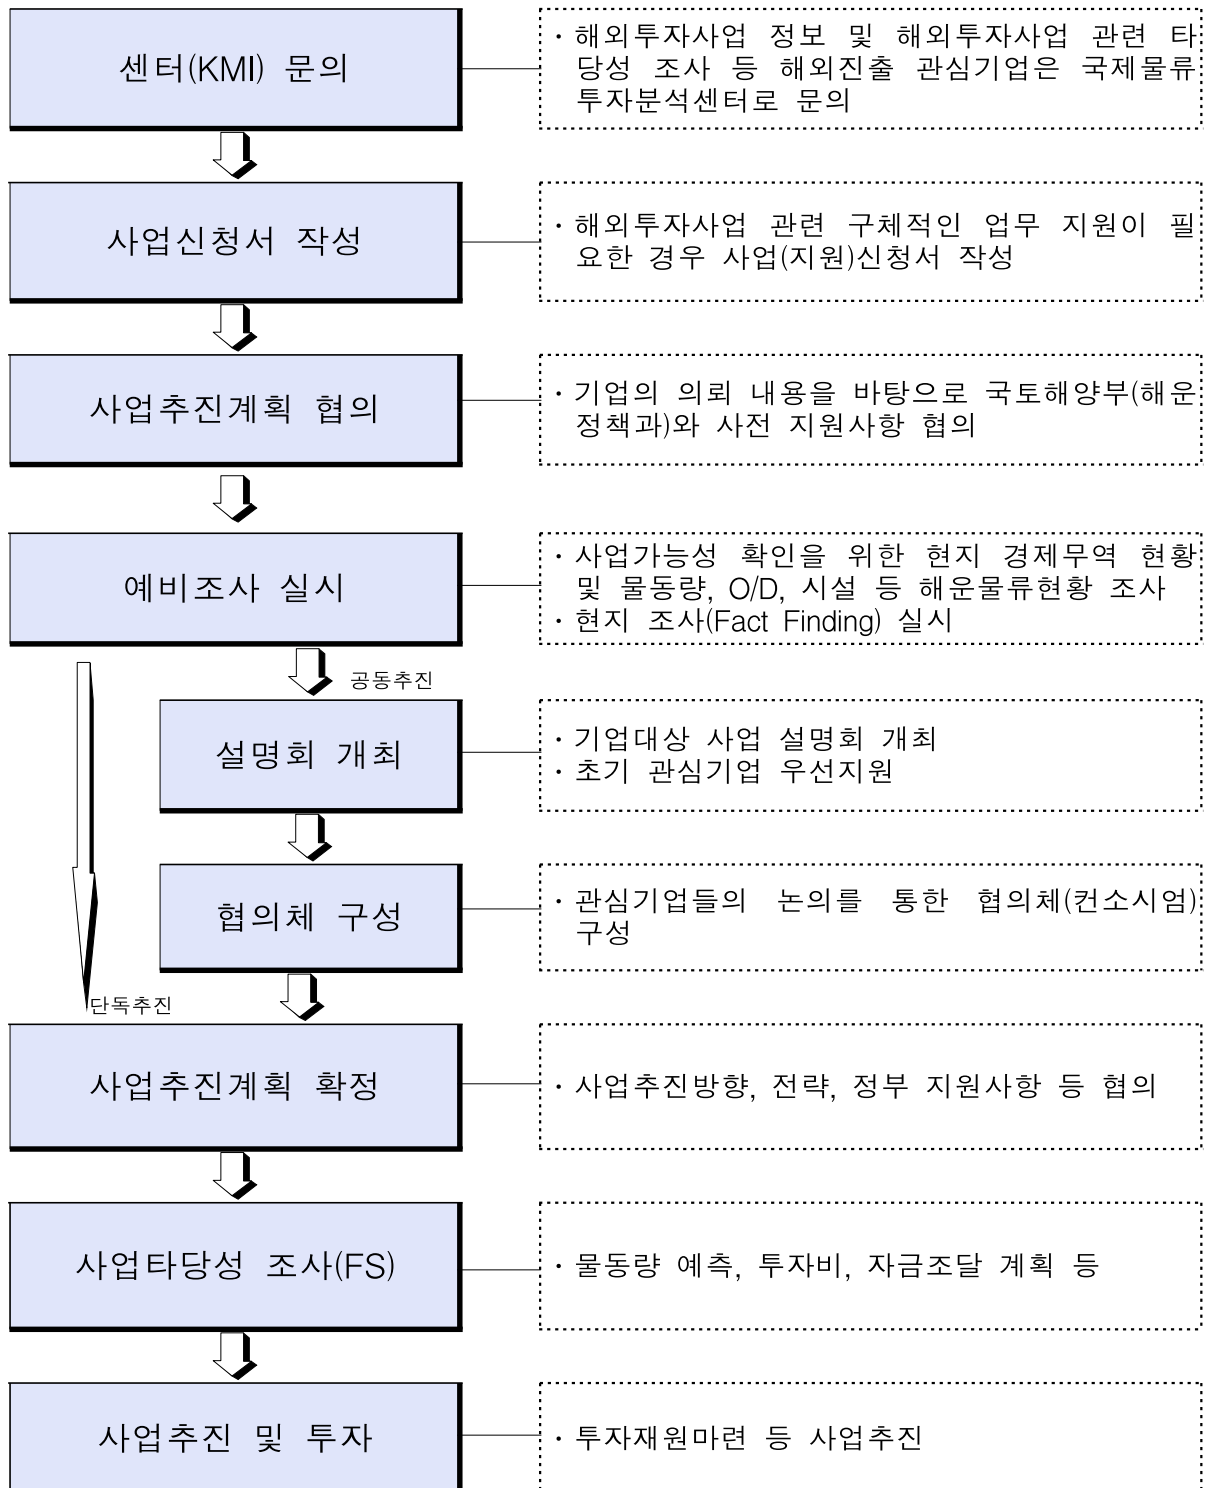 센터(KMI) 문의
· 해외투자사업 정보 및 해외투자사업 관련 타
당성 조사 등 해외진출 관심기업은 국제물류
투자분석센터로 문의
사업신청서 작성
· 해외투자사업 관련 구체적인 업무 지원이 필
요한 경우 사업(지원)신청서 작성
사업추진계획 협의
· 기업의 의뢰 내용을 바탕으로 국토해양부(해운
정책과)와 사전 지원사항 협의
예비조사 실시
· 사업가능성 확인을 위한 현지 경제무역 현황
및 물동량, O/D, 시설 등 해운물류현황 조사
· 현지 조사(Fact Finding) 실시
공동추진
설명회 개최
· 기업대상 사업 설명회 개최
· 초기 관심기업 우선지원
협의체 구성
· 관심기업들의 논의를 통한 협의체(컨소시엄)
구성
단독추진
사업추진계획 확정
· 사업추진방향, 전략, 정부 지원사항 등 협의
사업타당성 조사(FS)
· 물동량 예측, 투자비, 자금조달 계획 등
사업추진 및 투자
· 투자재원마련 등 사업추진